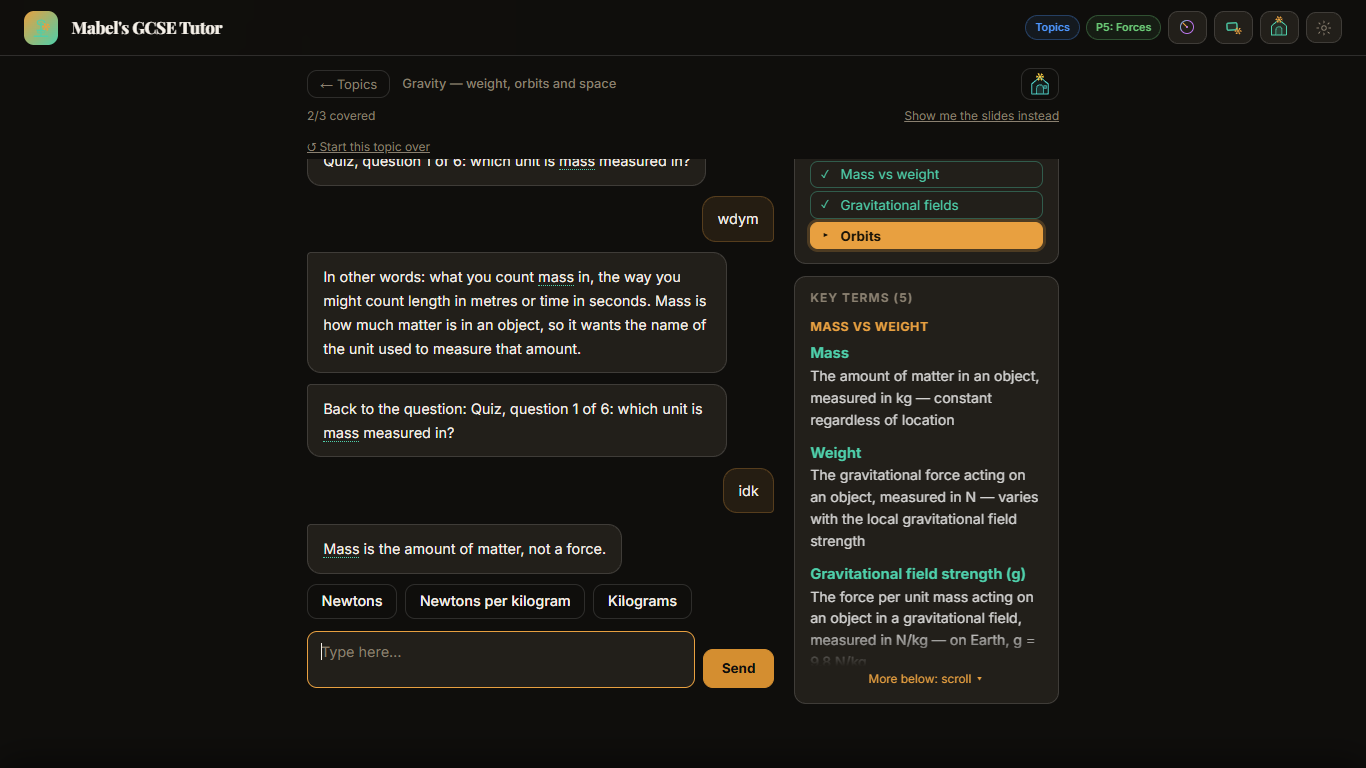 Mabel's GCSE Tutor
Topics
P5: Forces
← Topics
Gravity — weight, orbits and space
2/3 covered
Show me the slides instead
↺ Start this topic over
Quiz, question 1 of 6: which unit is mass measured in?
wdym
In other words: what you count mass in, the way you
might count length in metres or time in seconds. Mass is
how much matter is in an object, so it wants the name of
the unit used to measure that amount.
Back to the question: Quiz, question 1 of 6: which unit is
mass measured in?
idk
Mass is the amount of matter, not a force.
Newtons
Newtons per kilogram
Kilograms
Type here...
Send
✓ Mass vs weight
✓ Gravitational fields
▸ Orbits
KEY TERMS (5)
MASS VS WEIGHT
Mass
The amount of matter in an object,
measured in kg — constant
regardless of location
Weight
The gravitational force acting on
an object, measured in N — varies
with the local gravitational field
strength
Gravitational field strength (g)
The force per unit mass acting on
an object in a gravitational field,
measured in N/kg — on Earth, g =
9.8 N/kg
More below: scroll ▾